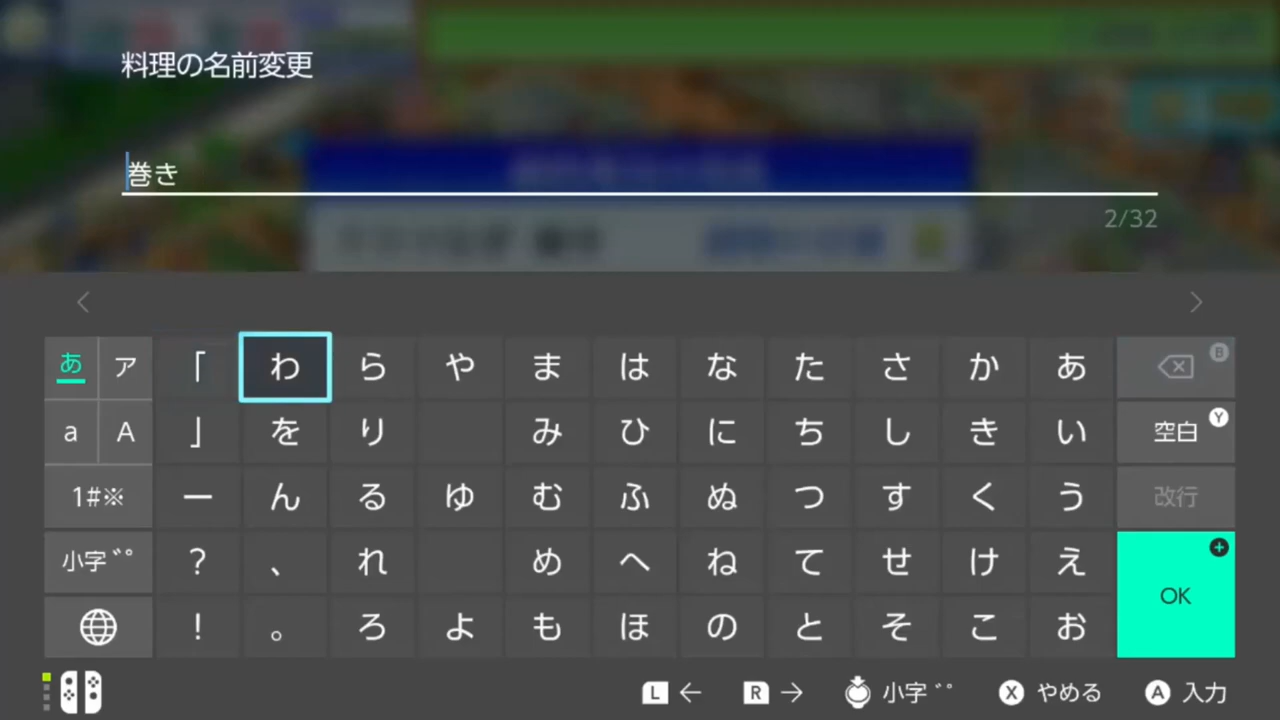 料理の名前変更
巻き
2/32
あ ア 「 わ ら や ま は な た さ か あ B
a A 」 を り み ひ に ち し き い 空白 Y
1#※ ー ん る ゆ む ふ ぬ つ す く う 改行
小字゛゜ ? 、 れ め へ ね て せ け え
! 。 ろ よ も ほ の と そ こ お OK
L ← R → 小字゛゜ X やめる A 入力